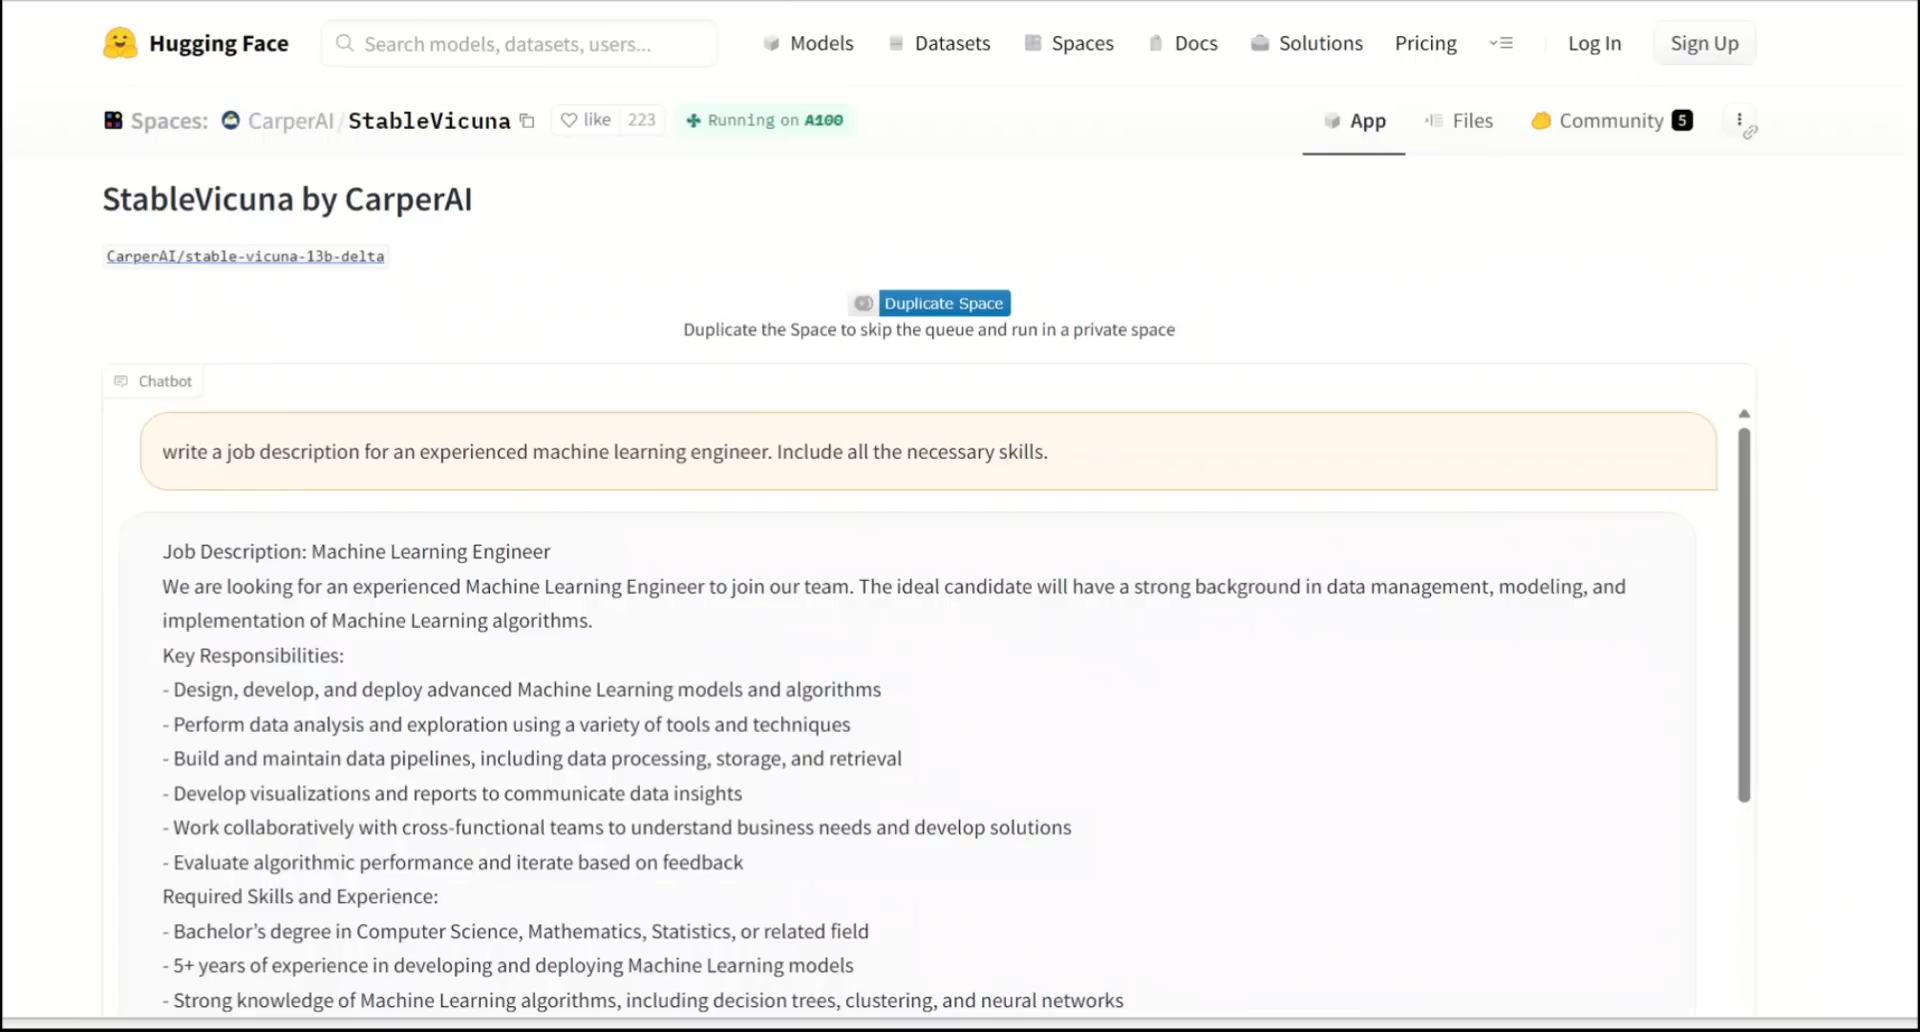 Hugging Face
Search models, datasets, users...
Models
Datasets
Spaces
Docs
Solutions
Pricing
Log In
Sign Up
Spaces:
CarperAI/StableVicuna
like
223
Running on A100
App
Files
Community
5
StableVicuna by CarperAI
CarperAI/stable-vicuna-13b-delta
Duplicate Space
Duplicate the Space to skip the queue and run in a private space
Chatbot
write a job description for an experienced machine learning engineer. Include all the necessary skills.
Job Description: Machine Learning Engineer
We are looking for an experienced Machine Learning Engineer to join our team. The ideal candidate will have a strong background in data management, modeling, and
implementation of Machine Learning algorithms.
Key Responsibilities:
- Design, develop, and deploy advanced Machine Learning models and algorithms
- Perform data analysis and exploration using a variety of tools and techniques
- Build and maintain data pipelines, including data processing, storage, and retrieval
- Develop visualizations and reports to communicate data insights
- Work collaboratively with cross-functional teams to understand business needs and develop solutions
- Evaluate algorithmic performance and iterate based on feedback
Required Skills and Experience:
- Bachelor’s degree in Computer Science, Mathematics, Statistics, or related field
- 5+ years of experience in developing and deploying Machine Learning models
- Strong knowledge of Machine Learning algorithms, including decision trees, clustering, and neural networks